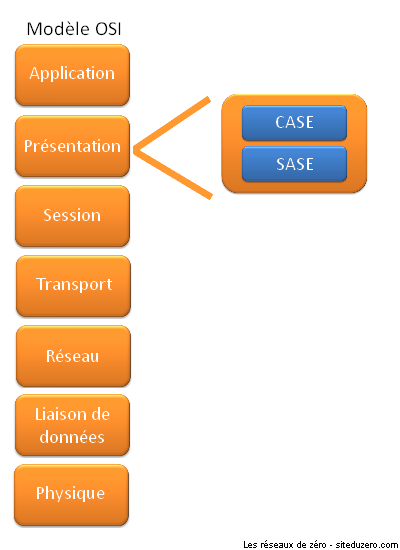 Modèle OSI
Application
Présentation
CASE
SASE
Session
Transport
Réseau
Liaison de
données
Physique
Les réseaux de zéro - siteduzero.com